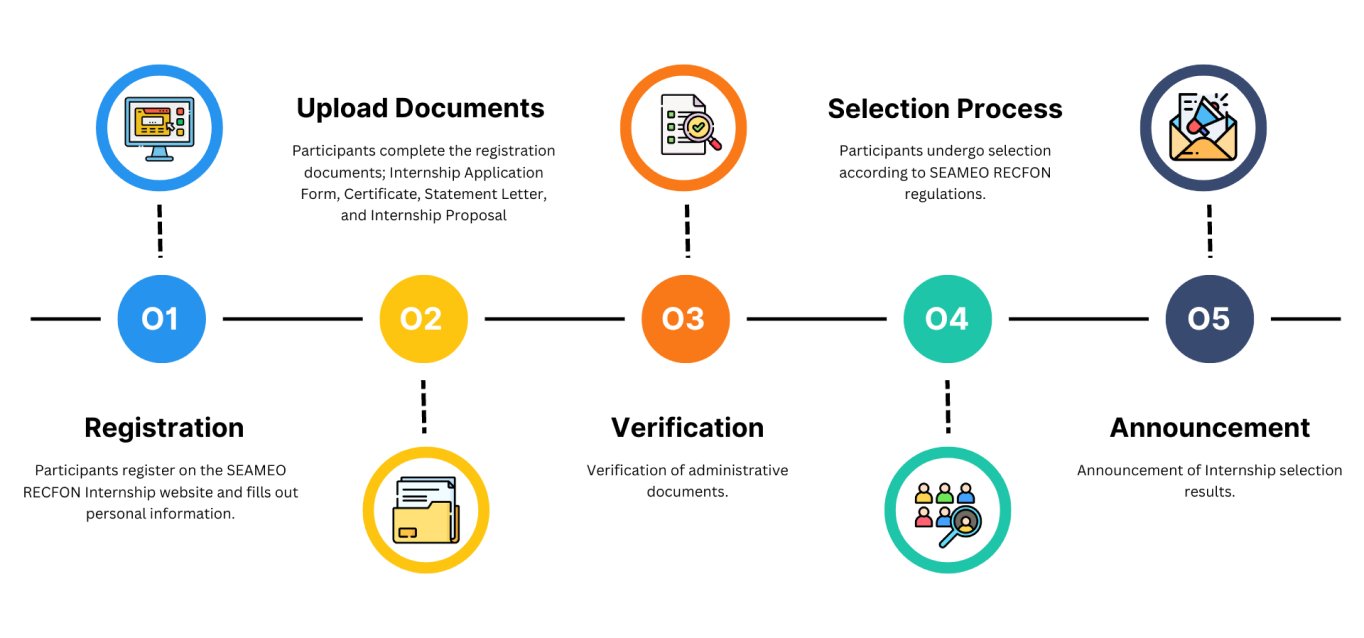 Upload Documents
Participants complete the registration
documents; Internship Application
Form, Certificate, Statement Letter,
and Internship Proposal
Selection Process
Participants undergo selection
according to SEAMEO RECFON
regulations.
01
02
03
04
05
Registration
Participants register on the SEAMEO
RECFON Internship website and fills out
personal information.
Verification
Verification of administrative
documents.
Announcement
Announcement of Internship selection
results.